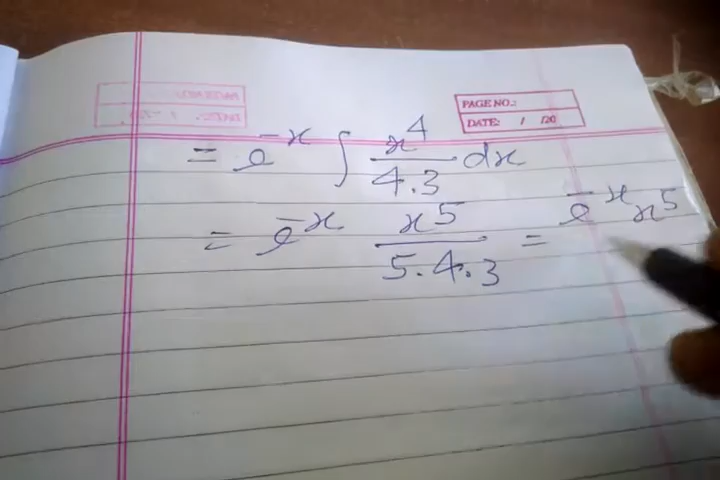 PAGE NO.:
DATE: / /20
= e^{-x} ∫ x^4/4.3 dx
= e^{-x} x^5/5.4.3 = e^{-x} x^5